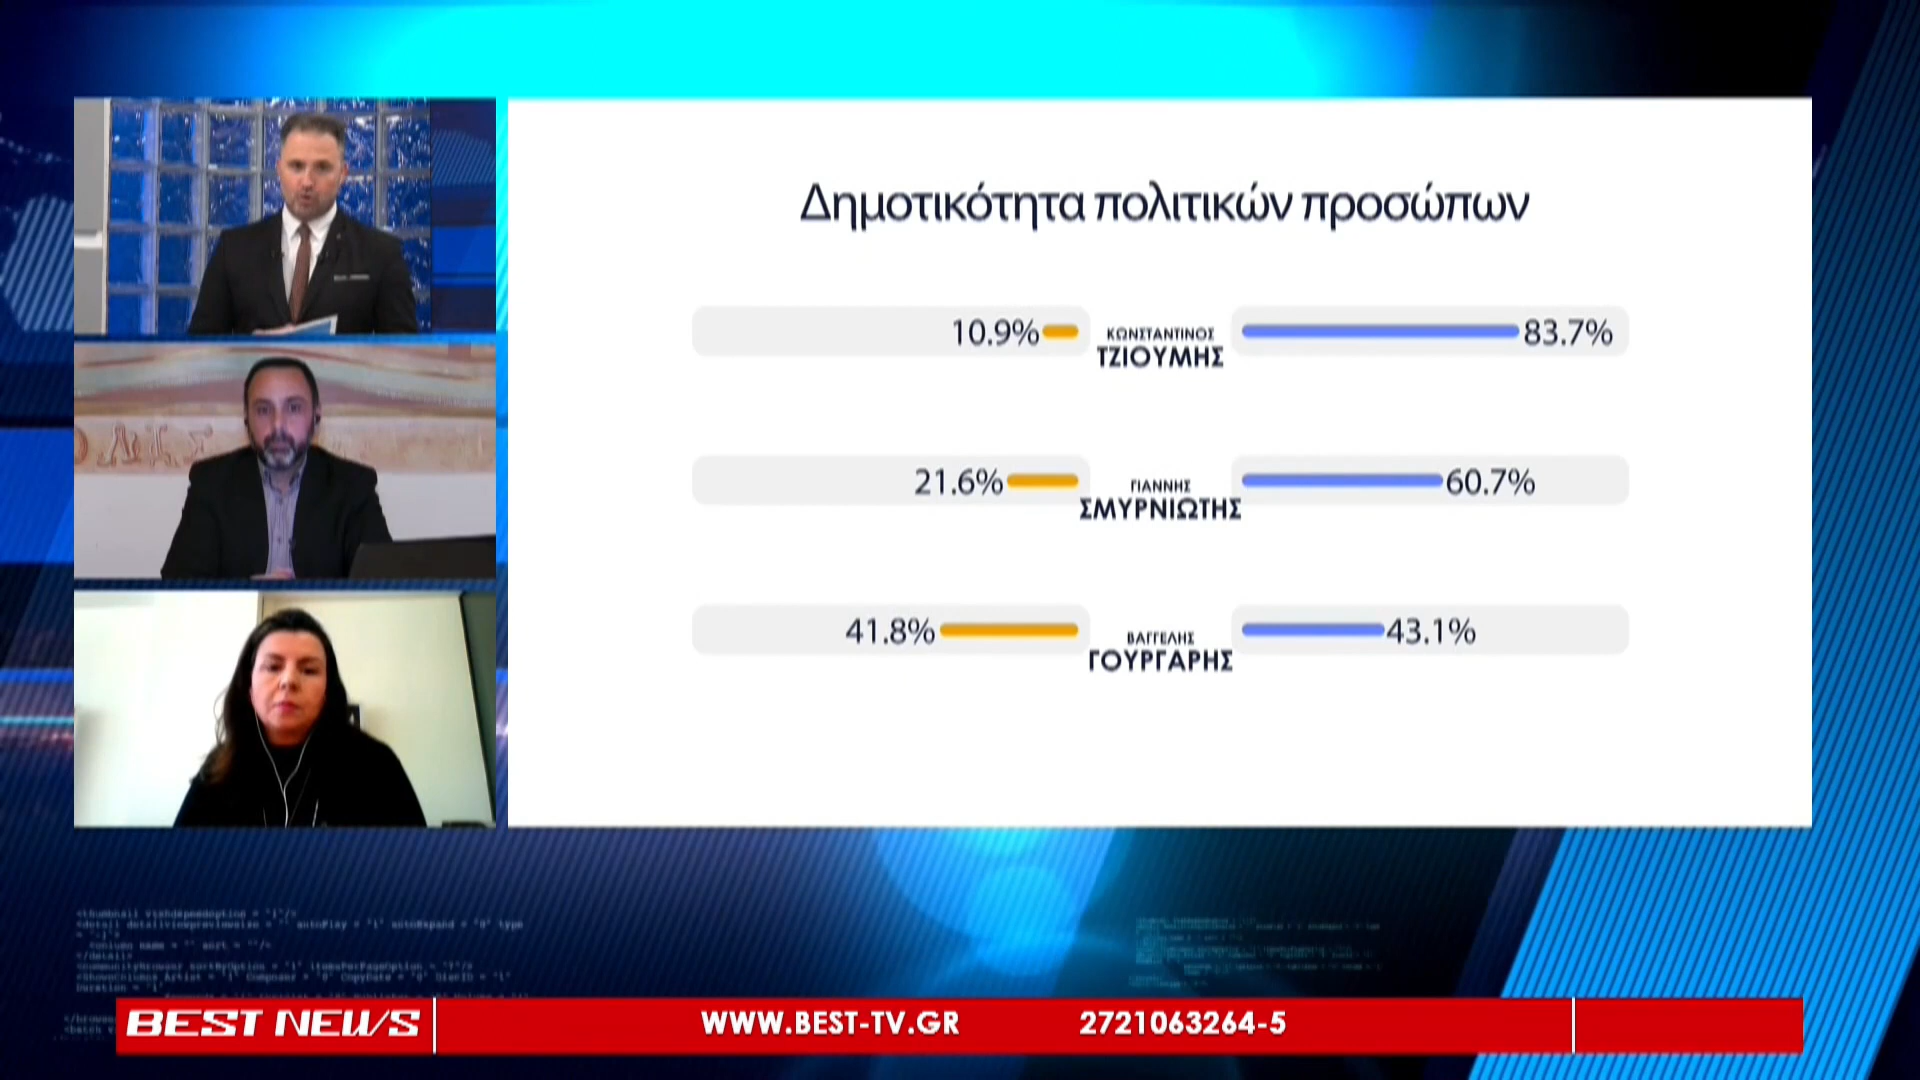 Δημοτικότητα πολιτικών προσώπων
10.9% ΚΩΝΣΤΑΝΤΙΝΟΣ 83.7%
ΤΖΙΟΥΜΗΣ
21.6% ΓΙΑΝΝΗΣ 60.7%
ΣΜΥΡΝΙΩΤΗΣ
41.8% ΒΑΓΓΕΛΗΣ 43.1%
ΓΟΥΡΓΑΡΗΣ
BEST NEWS WWW.BEST-TV.GR 2721063264-5